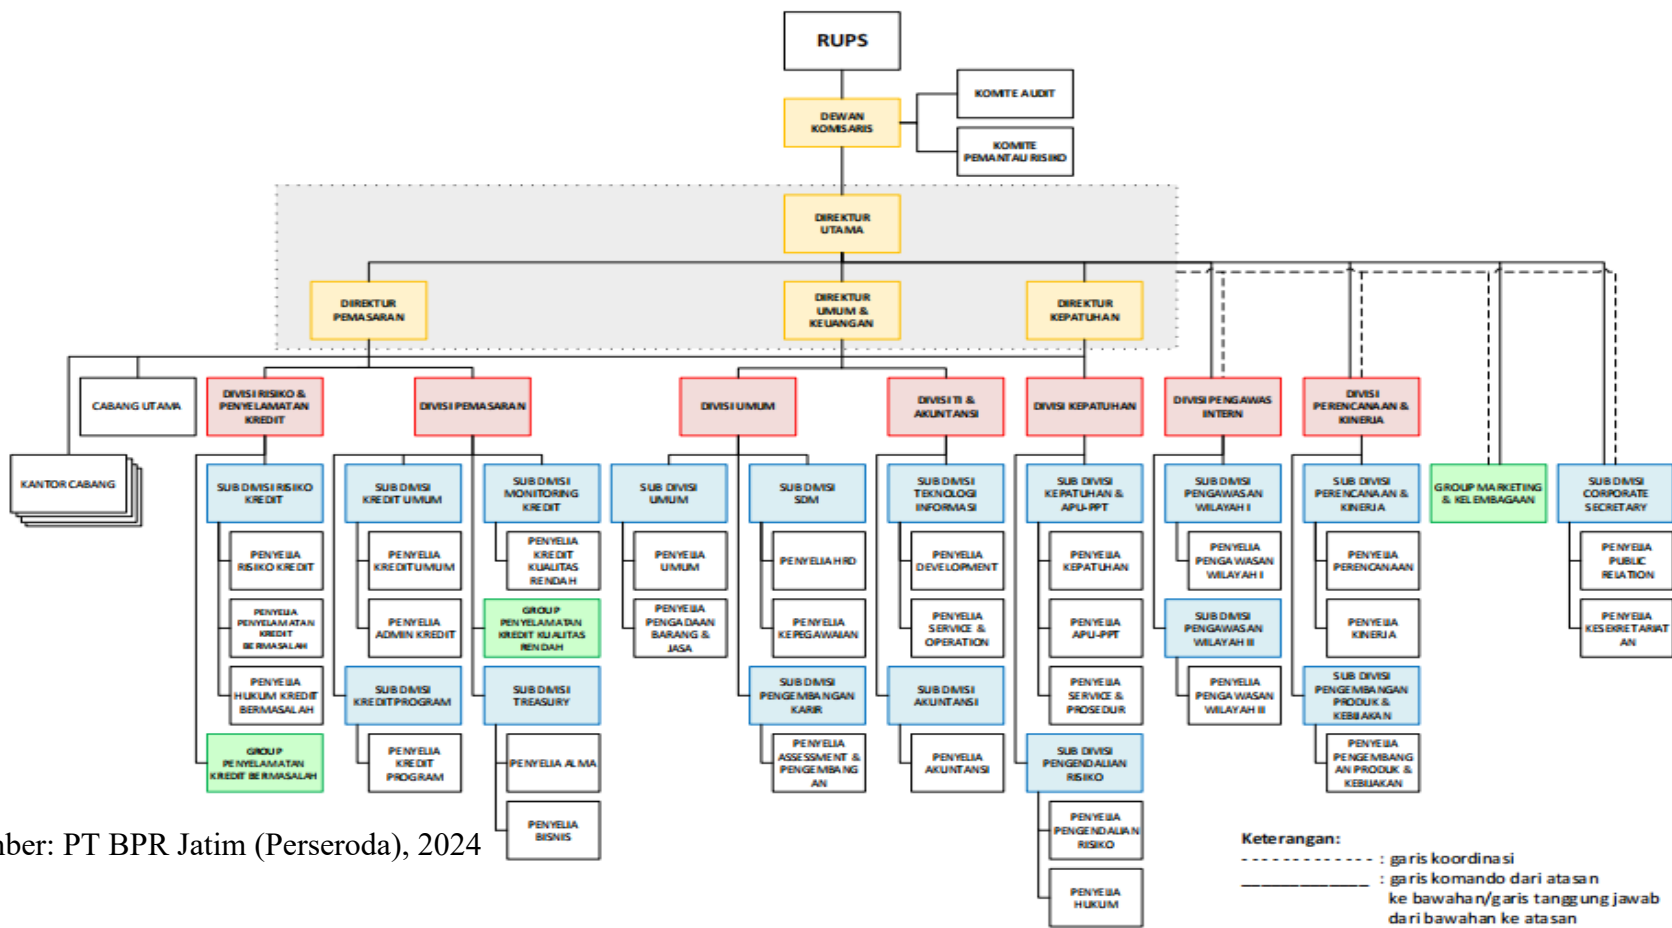 RUPS
KOMITE AUDIT
DEWAN
KOMISARIS
KOMITE
PEMANTAU RISIKO
DIREKTUR
UTAMA
DIREKTUR
PEMASARAN
DIREKTUR
UMUM &
KEUANGAN
DIREKTUR
KEPATUHAN
CABANG UTAMA
DIVISI RISIKO &
PENYELAMATAN
KREDIT
DIVISI PEMASARAN
DIVISI UMUM
DIVISI TI &
AKUNTANSI
DIVISI KEPATUHAN
DIVISI PENGAWAS
INTERN
DIVISI
PERENCANAAN &
KINERJA
KANTOR CABANG
SUB DIVISI RISIKO
KREDIT
SUB DIVISI
KREDIT UMUM
SUB DIVISI
MONITORING
KREDIT
SUB DIVISI
UMUM
SUB DIVISI
SDM
SUB DIVISI
TEKNOLOGI
INFORMASI
SUB DIVISI
KEPATUHAN &
APU-PPT
SUB DIVISI
PENGAWASAN
WILAYAH I
SUB DIVISI
PERENCANAAN &
KINERJA
GROUP MARKETING
& KELEMBAGAAN
SUB DIVISI
CORPORATE
SECRETARY
PENYELIA
RISIKO KREDIT
PENYELIA
KREDIT UMUM
PENYELIA
KREDIT
KUALITAS
RENDAH
PENYELIA
UMUM
PENYELIA HRD
PENYELIA
DEVELOPMENT
PENYELIA
KEPATUHAN
PENYELIA
PENGAWASAN
WILAYAH I
PENYELIA
PERENCANAAN
PENYELIA
PUBLIC
RELATION
PENYELIA
PENYELAMATAN
KREDIT
BERMASALAH
PENYELIA
ADMIN KREDIT
GROUP
PENYELAMATAN
KREDIT KUALITAS
RENDAH
PENYELIA
PENGADAAN
BARANG &
JASA
PENYELIA
KEPEGAWAIAN
PENYELIA
SERVICE &
OPERATION
PENYELIA
APU-PPT
SUB DIVISI
PENGAWASAN
WILAYAH II
PENYELIA
KINERJA
PENYELIA
KESEKRETARIAT
AN
PENYELIA
HUKUM KREDIT
BERMASALAH
SUB DIVISI
KREDIT PROGRAM
SUB DIVISI
TREASURY
SUB DIVISI
PENGEMBANGAN
KARIR
SUB DIVISI
AKUNTANSI
PENYELIA
SERVICE &
PROSEDUR
PENYELIA
PENGAWASAN
WILAYAH II
SUB DIVISI
PENGEMBANGAN
PRODUK &
KEBIJAKAN
GROUP
PENYELAMATAN
KREDIT BERMASALAH
PENYELIA
KREDIT
PROGRAM
PENYELIA ALMA
PENYELIA
ASSESSMENT &
PENGEMBANG
AN
PENYELIA
AKUNTANSI
SUB DIVISI
PENGENDALIAN
RISIKO
PENYELIA
PENGEMBANG
AN PRODUK &
KEBIJAKAN
PENYELIA
BISNIS
PENYELIA
PENGENDALIAN
RISIKO
PENYELIA
HUKUM
mber: PT BPR Jatim (Perseroda), 2024
Keterangan:
: garis koordinasi
: garis komando dari atasan
ke bawahan/garis tanggung jawab
dari bawahan ke atasan